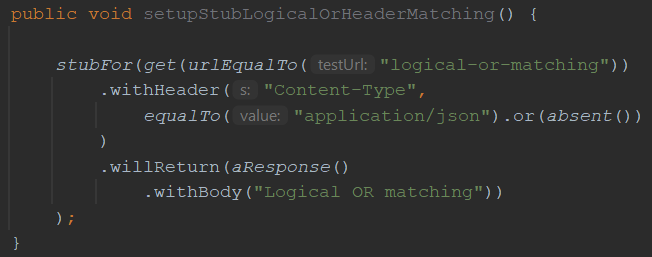 public void setupStubLogicalOrHeaderMatching() {
stubFor(get(urlEqualTo( testUrl: "logical-or-matching"))
.withHeader( s: "Content-Type",
equalTo( value: "application/json").or(absent())
)
.willReturn(aResponse()
.withBody("Logical OR matching"))
);
}